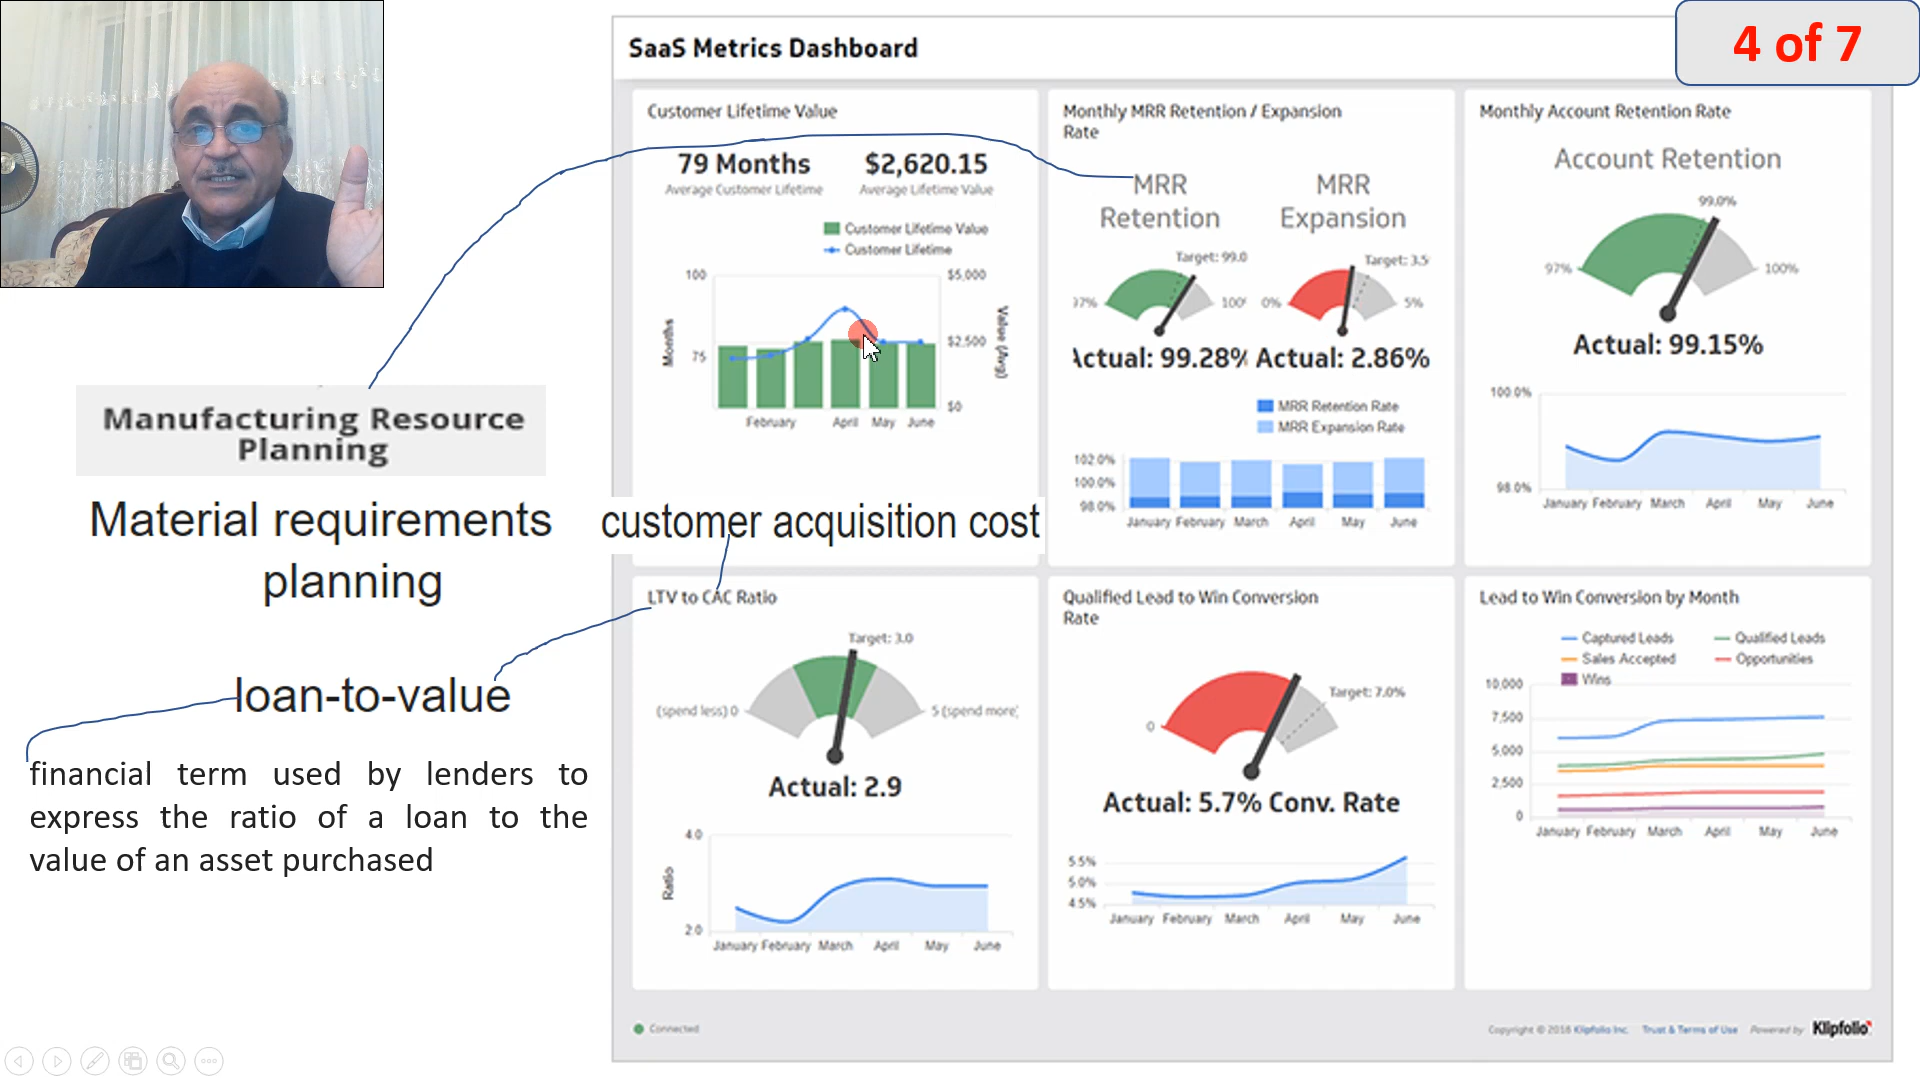 4 of 7
SaaS Metrics Dashboard
Customer Lifetime Value
79 Months
Average Customer Lifetime
$2,620.15
Average Lifetime Value
Customer Lifetime Value
Customer Lifetime
100
75
Months
$5,000
$2,500
$0
Value (Avg)
February April May June
Monthly MRR Retention / Expansion
Rate
MRR
Retention
Target: 99.0
97%
100%
Actual: 99.28%
MRR
Expansion
Target: 3.5
0%
5%
Actual: 2.86%
MRR Retention Rate
MRR Expansion Rate
102.0%
100.0%
98.0%
January February March April May June
Monthly Account Retention Rate
Account Retention
99.0%
97%
100%
Actual: 99.15%
100.0%
98.0%
January February March April May June
Manufacturing Resource
Planning
Material requirements
planning
customer acquisition cost
loan-to-value
financial term used by lenders to
express the ratio of a loan to the
value of an asset purchased
LTV to CAC Ratio
Target: 3.0
(spend less) 0
5 (spend more)
Actual: 2.9
4.0
2.0
Ratio
January February March April May June
Qualified Lead to Win Conversion
Rate
Target: 7.0%
0
Actual: 5.7% Conv. Rate
5.5%
5.0%
4.5%
January February March April May June
Lead to Win Conversion by Month
Captured Leads
Qualified Leads
Sales Accepted
Opportunities
Wins
10,000
7,500
5,000
2,500
0
January February March April May June
Connected
Copyright © 2016 Klipfolio Inc. Trust & Terms of Use Powered by Klipfolio